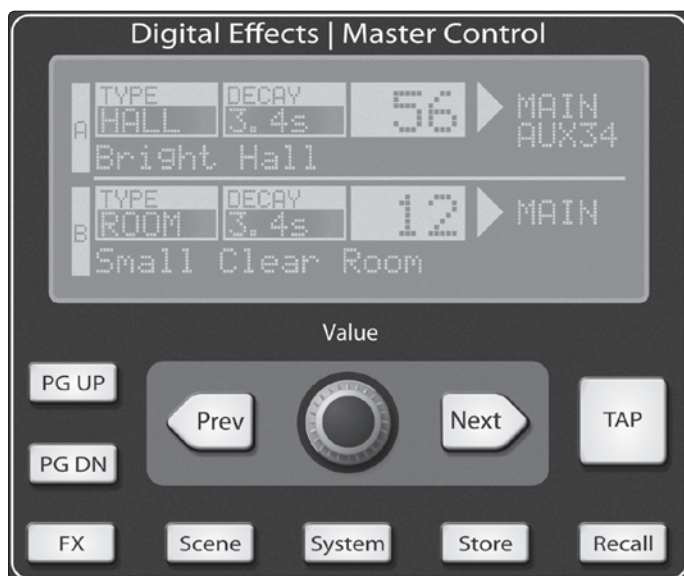 Digital Effects | Master Control
A
TYPE DECAY 56 MAIN
HALL 3.4s AUX34
Bright Hall
B
TYPE DECAY 12 MAIN
ROOM 3.4s
Small Clear Room
Value
PG UP
Prev Next TAP
PG DN
FX Scene System Store Recall